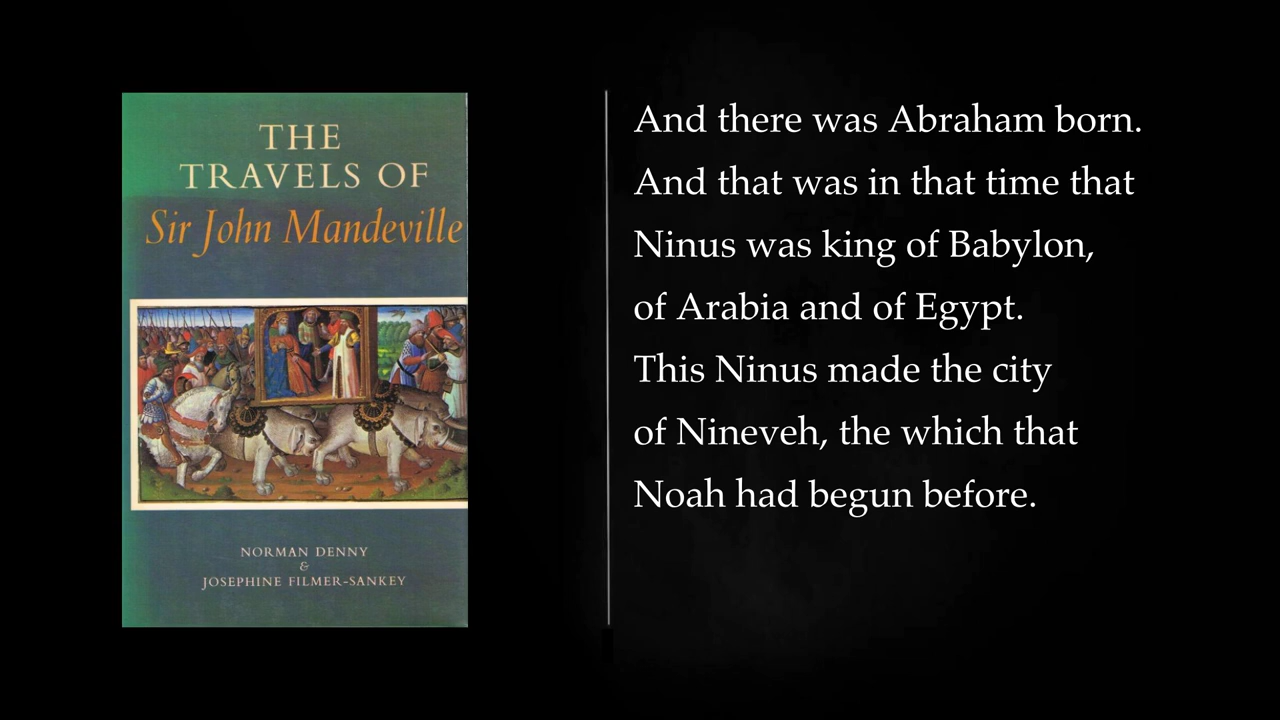 THE
TRAVELS OF
Sir John Mandeville
NORMAN DENNY
&
JOSEPHINE FILMER-SANKEY
And there was Abraham born.
And that was in that time that
Ninus was king of Babylon,
of Arabia and of Egypt.
This Ninus made the city
of Nineveh, the which that
Noah had begun before.